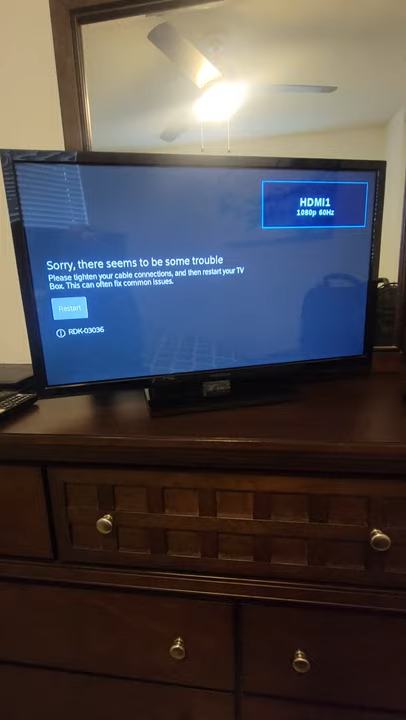 HDMI1
1080p 60Hz
Sorry, there seems to be some trouble
Please tighten your cable connections, and then restart your TV
Box. This can often fix common issues.
Restart
RDK-03036